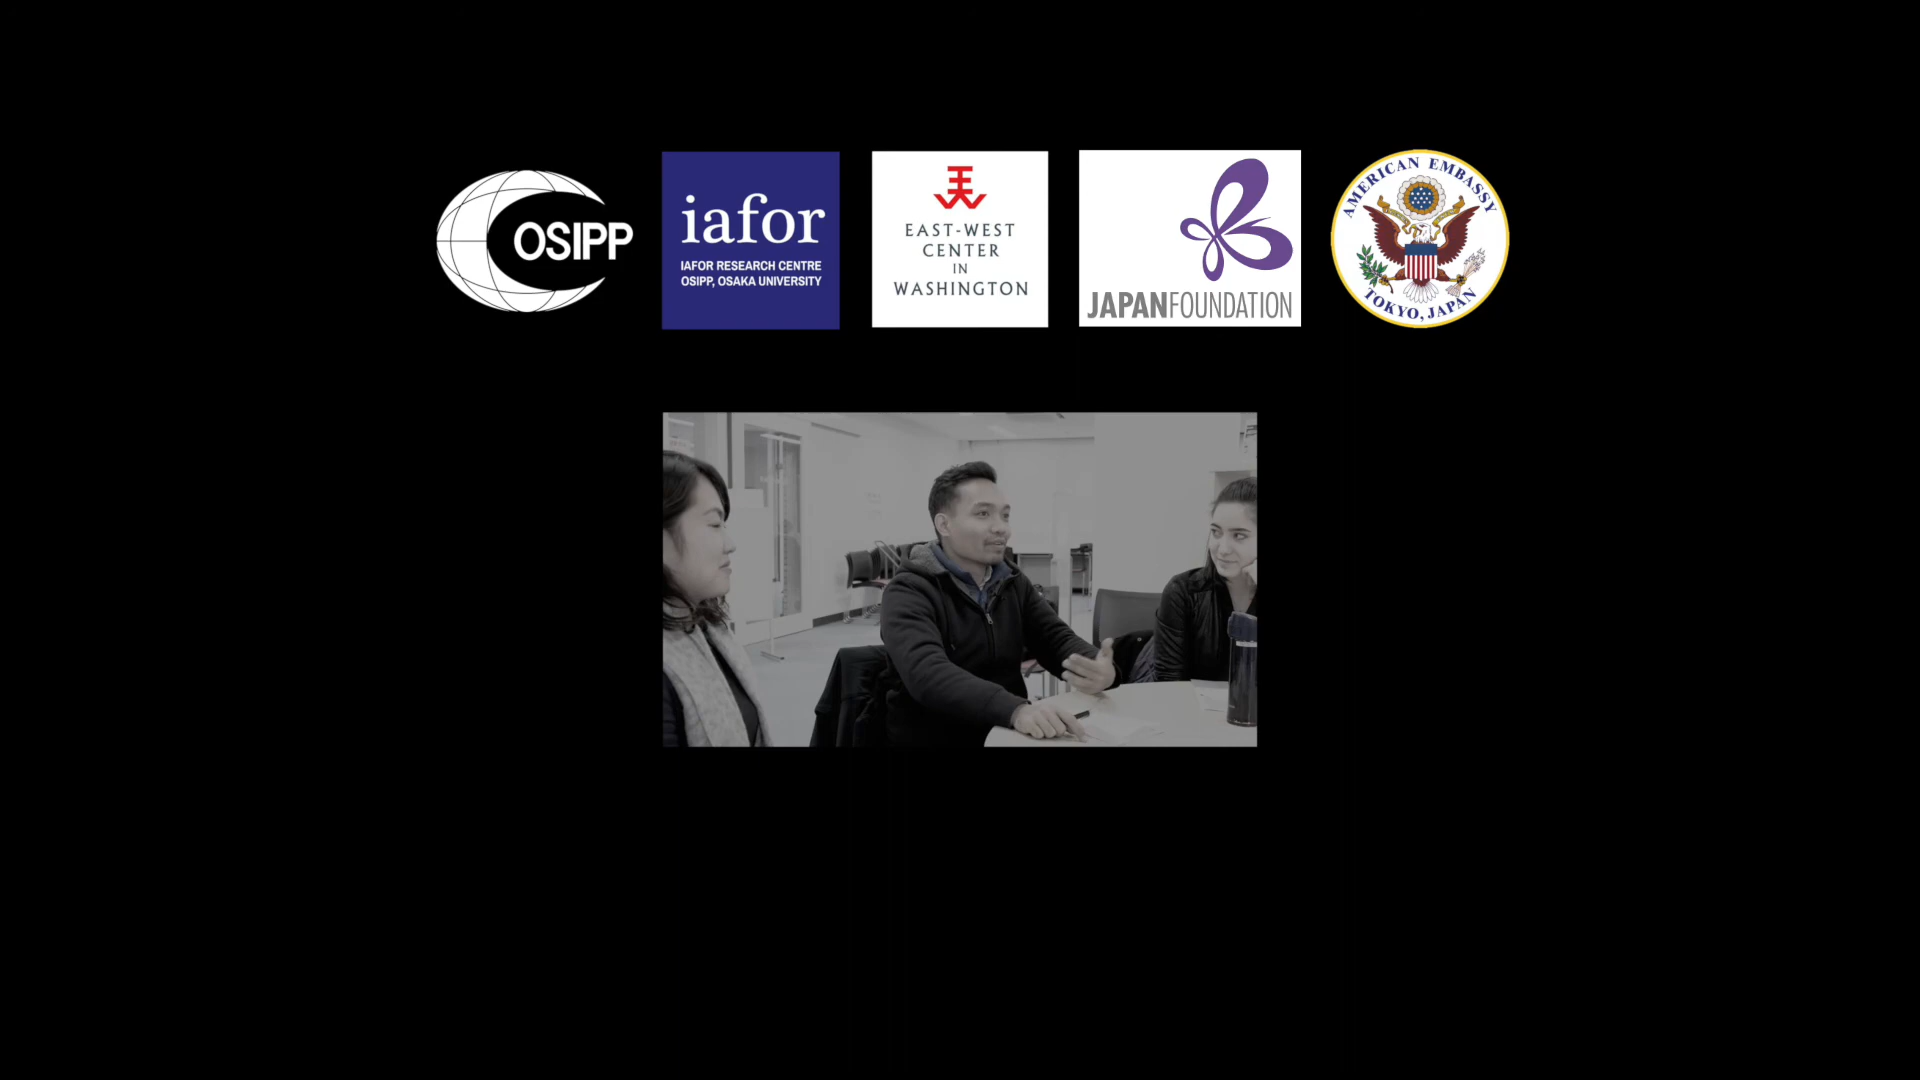 OSIPP
iafor
IAFOR RESEARCH CENTRE
OSIPP, OSAKA UNIVERSITY
EAST-WEST
CENTER
IN
WASHINGTON
JAPANFOUNDATION
AMERICAN EMBASSY
TOKYO, JAPAN